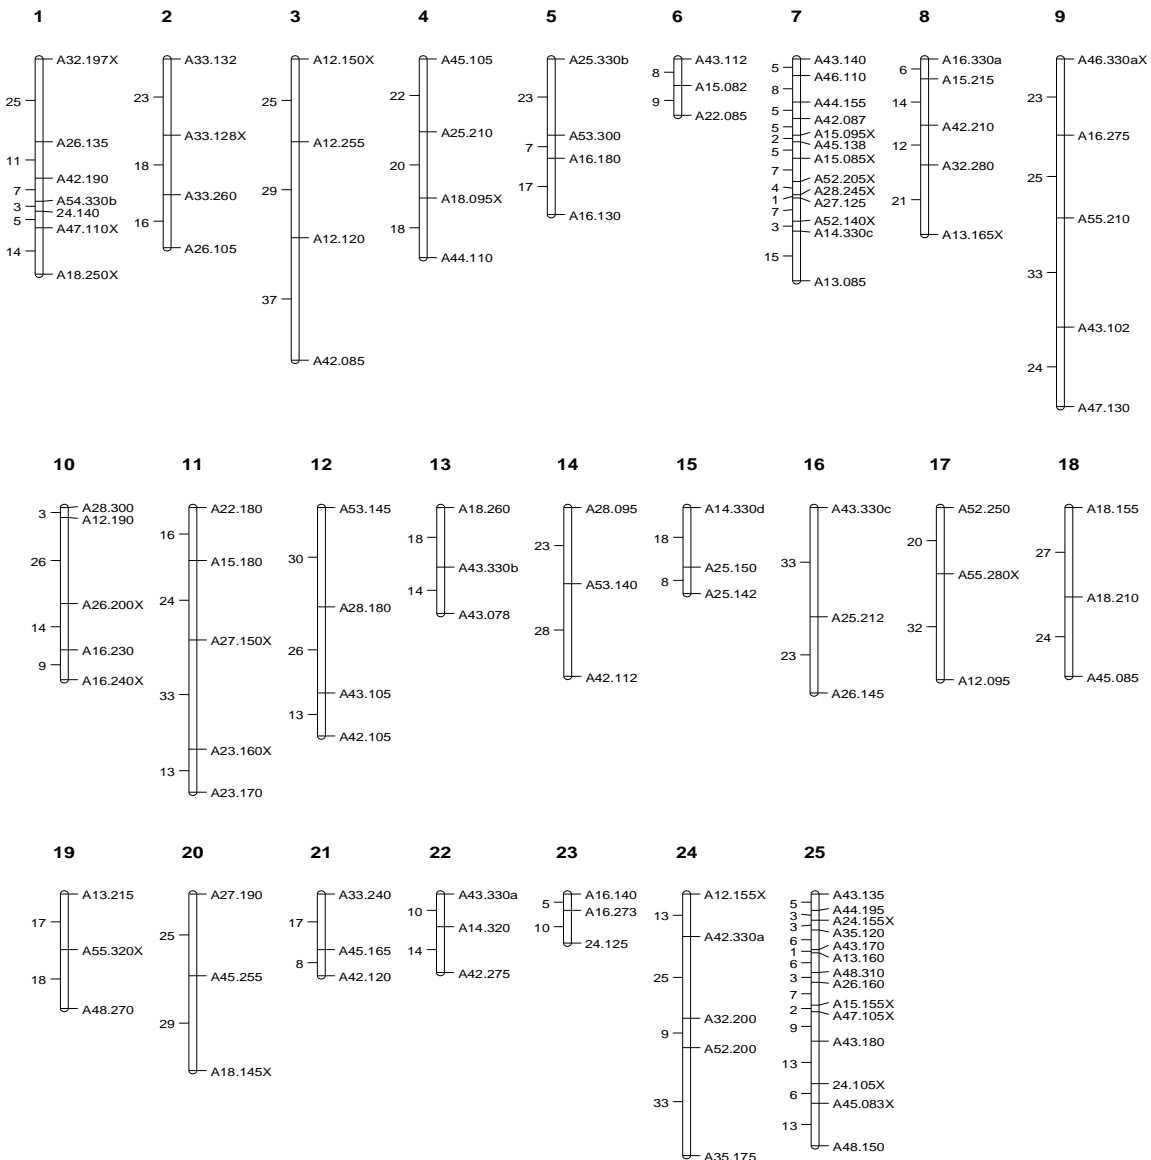 1 2 3 4 5 6 7 8 9
25
11
7
3
5
14
A32.197X
A26.135
A42.190
A54.330b
24.140
A47.110X
A18.250X
23
18
16
A33.132
A33.128X
A33.260
A26.105
25
29
37
A12.150X
A12.255
A12.120
A42.085
22
20
18
A45.105
A25.210
A18.095X
A44.110
23
7
17
A25.330b
A53.300
A16.180
A16.130
8
9
A43.112
A15.082
A22.085
5
8
5
5
2
5
7
4
1
7
3
15
A43.140
A46.110
A44.155
A42.087
A15.095X
A45.138
A15.085X
A52.205X
A28.245X
A27.125
A52.140X
A14.330c
A13.085
6
14
12
21
A16.330a
A15.215
A42.210
A32.280
A13.165X
23
25
33
24
A46.330aX
A16.275
A55.210
A43.102
A47.130
10 11 12 13 14 15 16 17 18
3
26
14
9
A28.300
A12.190
A26.200X
A16.230
A16.240X
16
24
33
13
A22.180
A15.180
A27.150X
A23.160X
A23.170
30
26
13
A53.145
A28.180
A43.105
A42.105
18
14
A18.260
A43.330b
A43.078
23
28
A28.095
A53.140
A42.112
18
8
A14.330d
A25.150
A25.142
33
23
A43.330c
A25.212
A26.145
20
32
A52.250
A55.280X
A12.095
27
24
A18.155
A18.210
A45.085
19 20 21 22 23 24 25
17
18
A13.215
A55.320X
A48.270
25
29
A27.190
A45.255
A18.145X
17
8
A33.240
A45.165
A42.120
10
14
A43.330a
A14.320
A42.275
5
10
A16.140
A16.273
24.125
13
25
9
33
A12.155X
A42.330a
A32.200
A52.200
A35.175
5
3
3
6
1
6
3
7
2
9
13
6
13
A43.135
A44.195
A24.155X
A35.120
A43.170
A13.160
A48.310
A26.160
A15.155X
A47.105X
A43.180
24.105X
A45.083X
A48.150